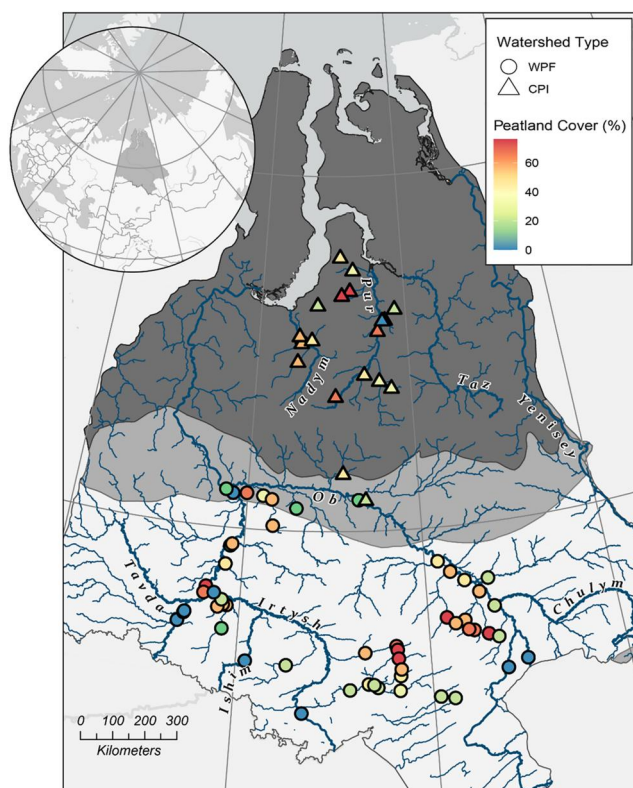 Watershed Type
WPF
CPI
Peatland Cover (%)
60
40
20
0
Pur
Nadym
Taz
Yenisey
Ob
Tavda
Irtysh
Chulym
Ishim
0 100 200 300
Kilometers